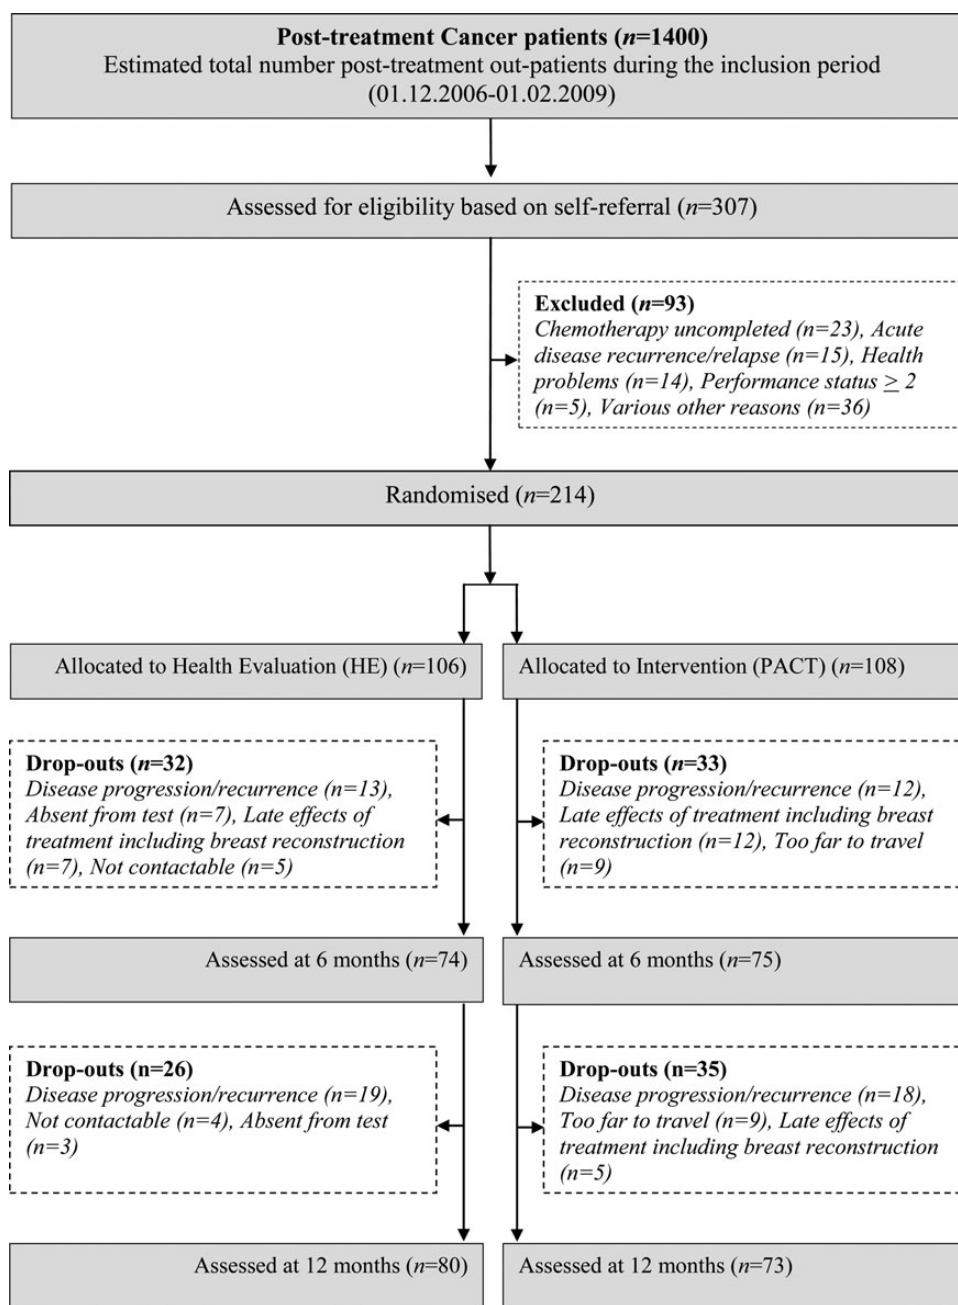 Post-treatment Cancer patients (n=1400)
Estimated total number post-treatment out-patients during the inclusion period
(01.12.2006-01.02.2009)
Assessed for eligibility based on self-referral (n=307)
Excluded (n=93)
Chemotherapy uncompleted (n=23), Acute
disease recurrence/relapse (n=15), Health
problems (n=14), Performance status ≥ 2
(n=5), Various other reasons (n=36)
Randomised (n=214)
Allocated to Health Evaluation (HE) (n=106)
Allocated to Intervention (PACT) (n=108)
Drop-outs (n=32)
Disease progression/recurrence (n=13),
Absent from test (n=7), Late effects of
treatment including breast reconstruction
(n=7), Not contactable (n=5)
Drop-outs (n=33)
Disease progression/recurrence (n=12),
Late effects of treatment including breast
reconstruction (n=12), Too far to travel
(n=9)
Assessed at 6 months (n=74)
Assessed at 6 months (n=75)
Drop-outs (n=26)
Disease progression/recurrence (n=19),
Not contactable (n=4), Absent from test
(n=3)
Drop-outs (n=35)
Disease progression/recurrence (n=18),
Too far to travel (n=9), Late effects of
treatment including breast reconstruction
(n=5)
Assessed at 12 months (n=80)
Assessed at 12 months (n=73)